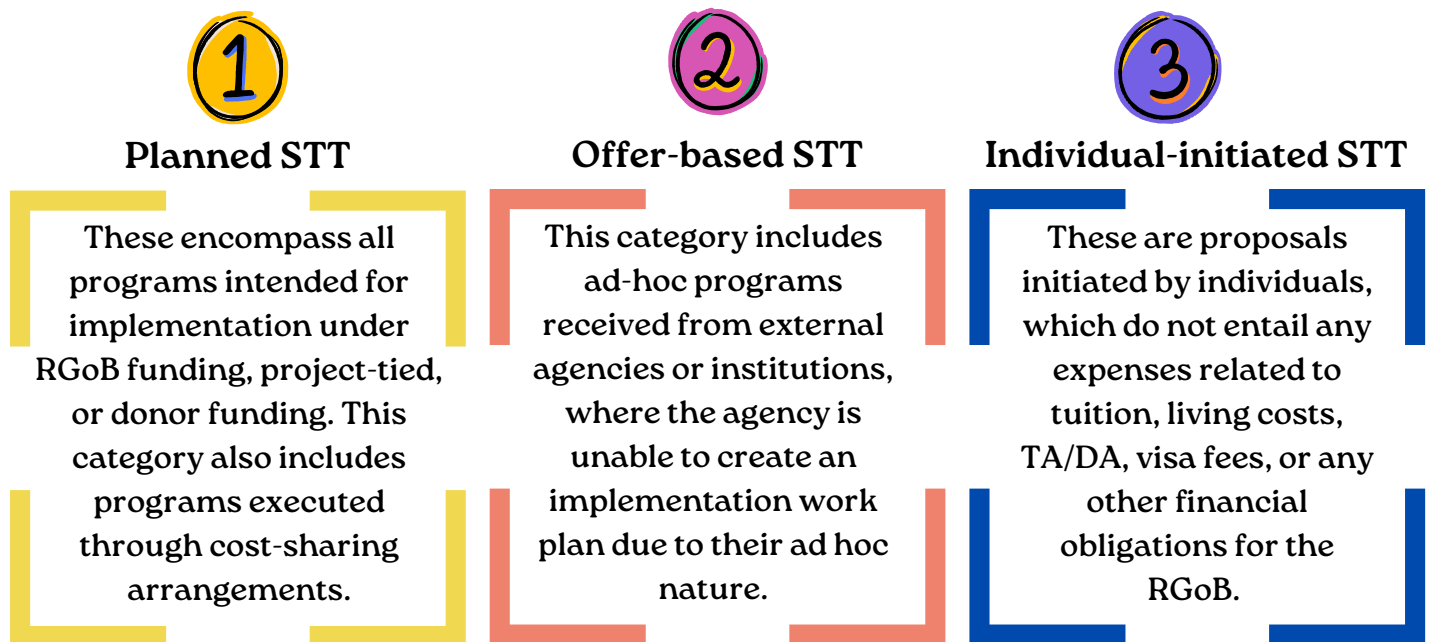 1
Planned STT
These encompass all
programs intended for
implementation under
RGoB funding, project-tied,
or donor funding. This
category also includes
programs executed
through cost-sharing
arrangements.
2
Offer-based STT
This category includes
ad-hoc programs
received from external
agencies or institutions,
where the agency is
unable to create an
implementation work
plan due to their ad hoc
nature.
3
Individual-initiated STT
These are proposals
initiated by individuals,
which do not entail any
expenses related to
tuition, living costs,
TA/DA, visa fees, or any
other financial
obligations for the
RGoB.